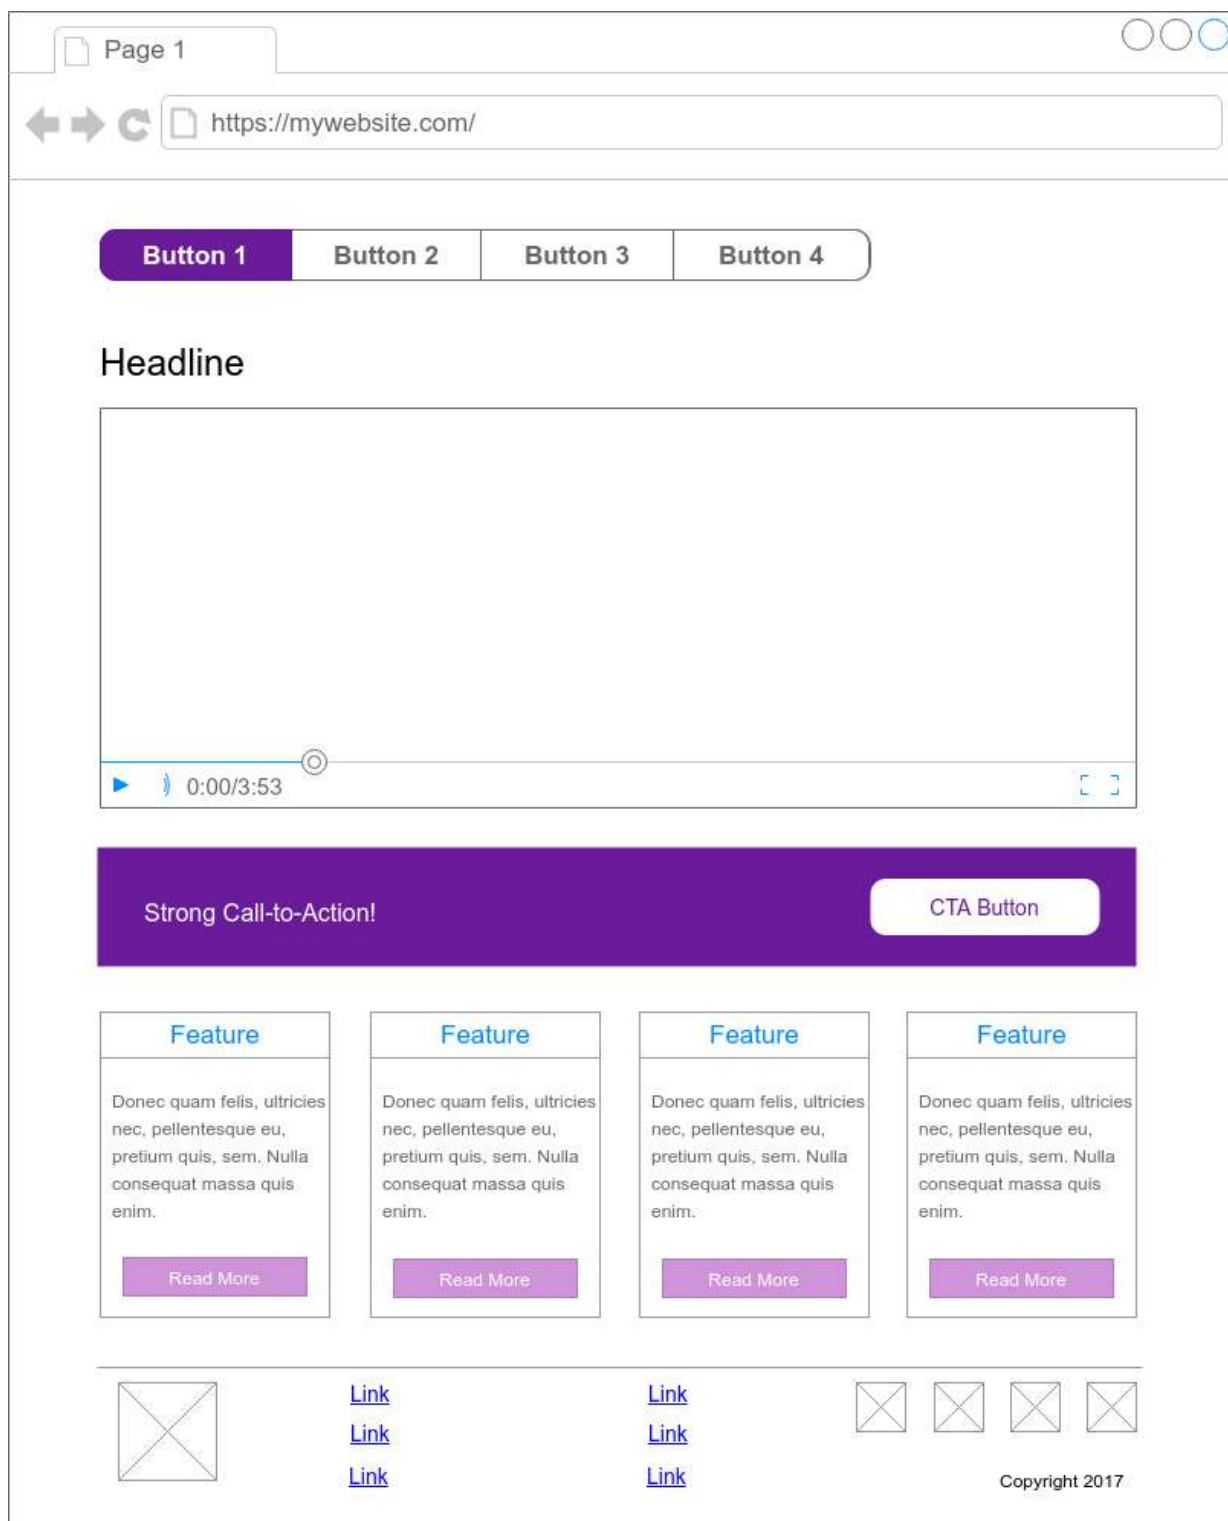 Page 1
https://mywebsite.com/
Button 1 Button 2 Button 3 Button 4
Headline
0:00/3:53
Strong Call-to-Action!
CTA Button
Feature
Donec quam felis, ultricies
nec, pellentesque eu,
pretium quis, sem. Nulla
consequat massa quis
enim.
Read More
Feature
Donec quam felis, ultricies
nec, pellentesque eu,
pretium quis, sem. Nulla
consequat massa quis
enim.
Read More
Feature
Donec quam felis, ultricies
nec, pellentesque eu,
pretium quis, sem. Nulla
consequat massa quis
enim.
Read More
Feature
Donec quam felis, ultricies
nec, pellentesque eu,
pretium quis, sem. Nulla
consequat massa quis
enim.
Read More
Link
Link
Link
Link
Link
Link
Copyright 2017